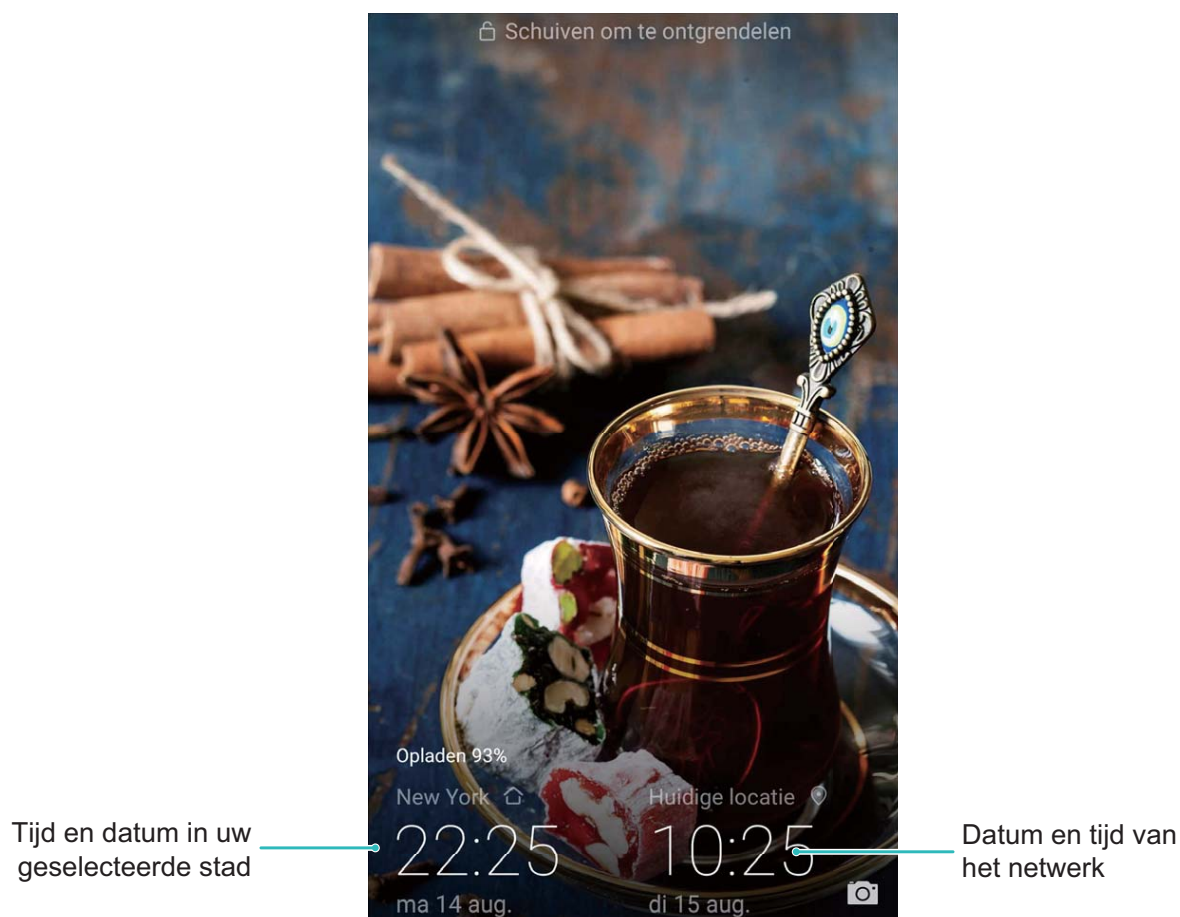 Schuiven om te ontgrendelen
Opladen 93%
New York
Huidige locatie
22:25
10:25
ma 14 aug.
di 15 aug.
Tijd en datum in uw
geselecteerde stad
Datum en tijd van
het netwerk